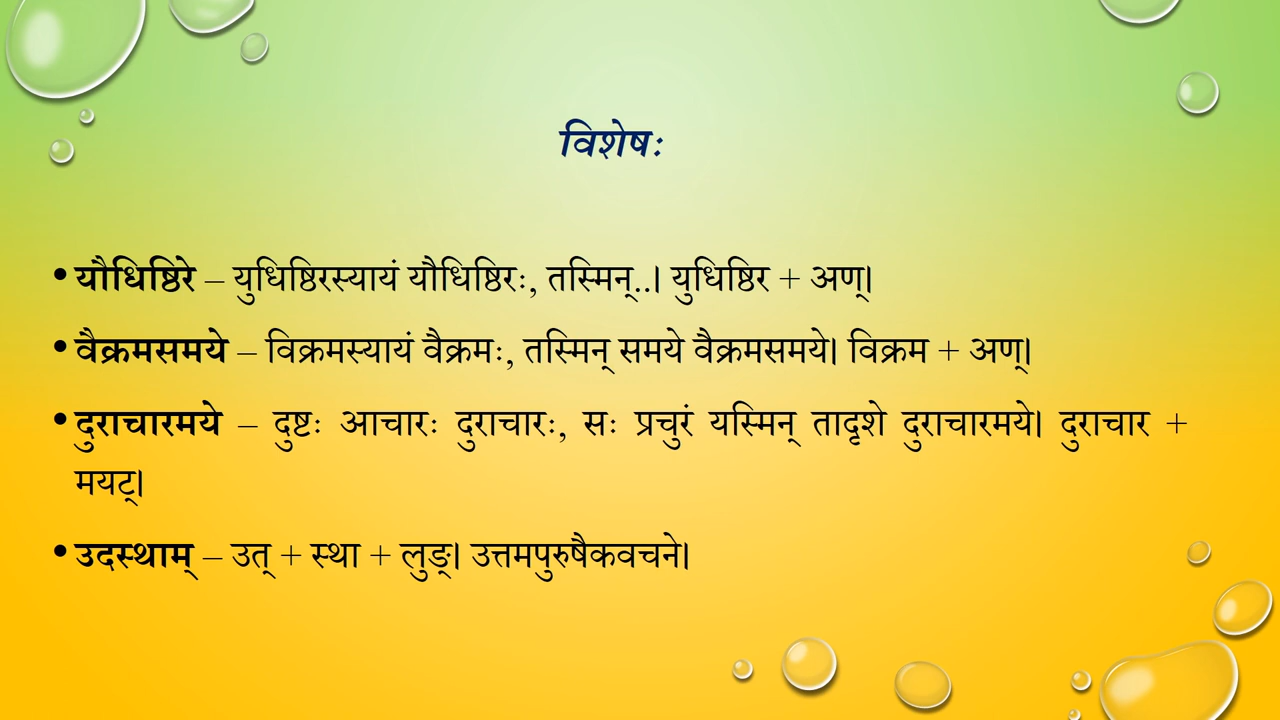 विशेषः
• यौधिष्ठिरे – युधिष्ठिरस्यायं यौधिष्ठिरः, तस्मिन्..। युधिष्ठिर + अण्।
• वैक्रमसमये – विक्रमस्यायं वैक्रमः, तस्मिन् समये वैक्रमसमये। विक्रम + अण्।
• दुराचारमये – दुष्टः आचारः दुराचारः, सः प्रचुरं यस्मिन् तादृशे दुराचारमये। दुराचार +
मयट्।
• उदस्थाम् – उत् + स्था + लुङ्। उत्तमपुरुषैकवचने।